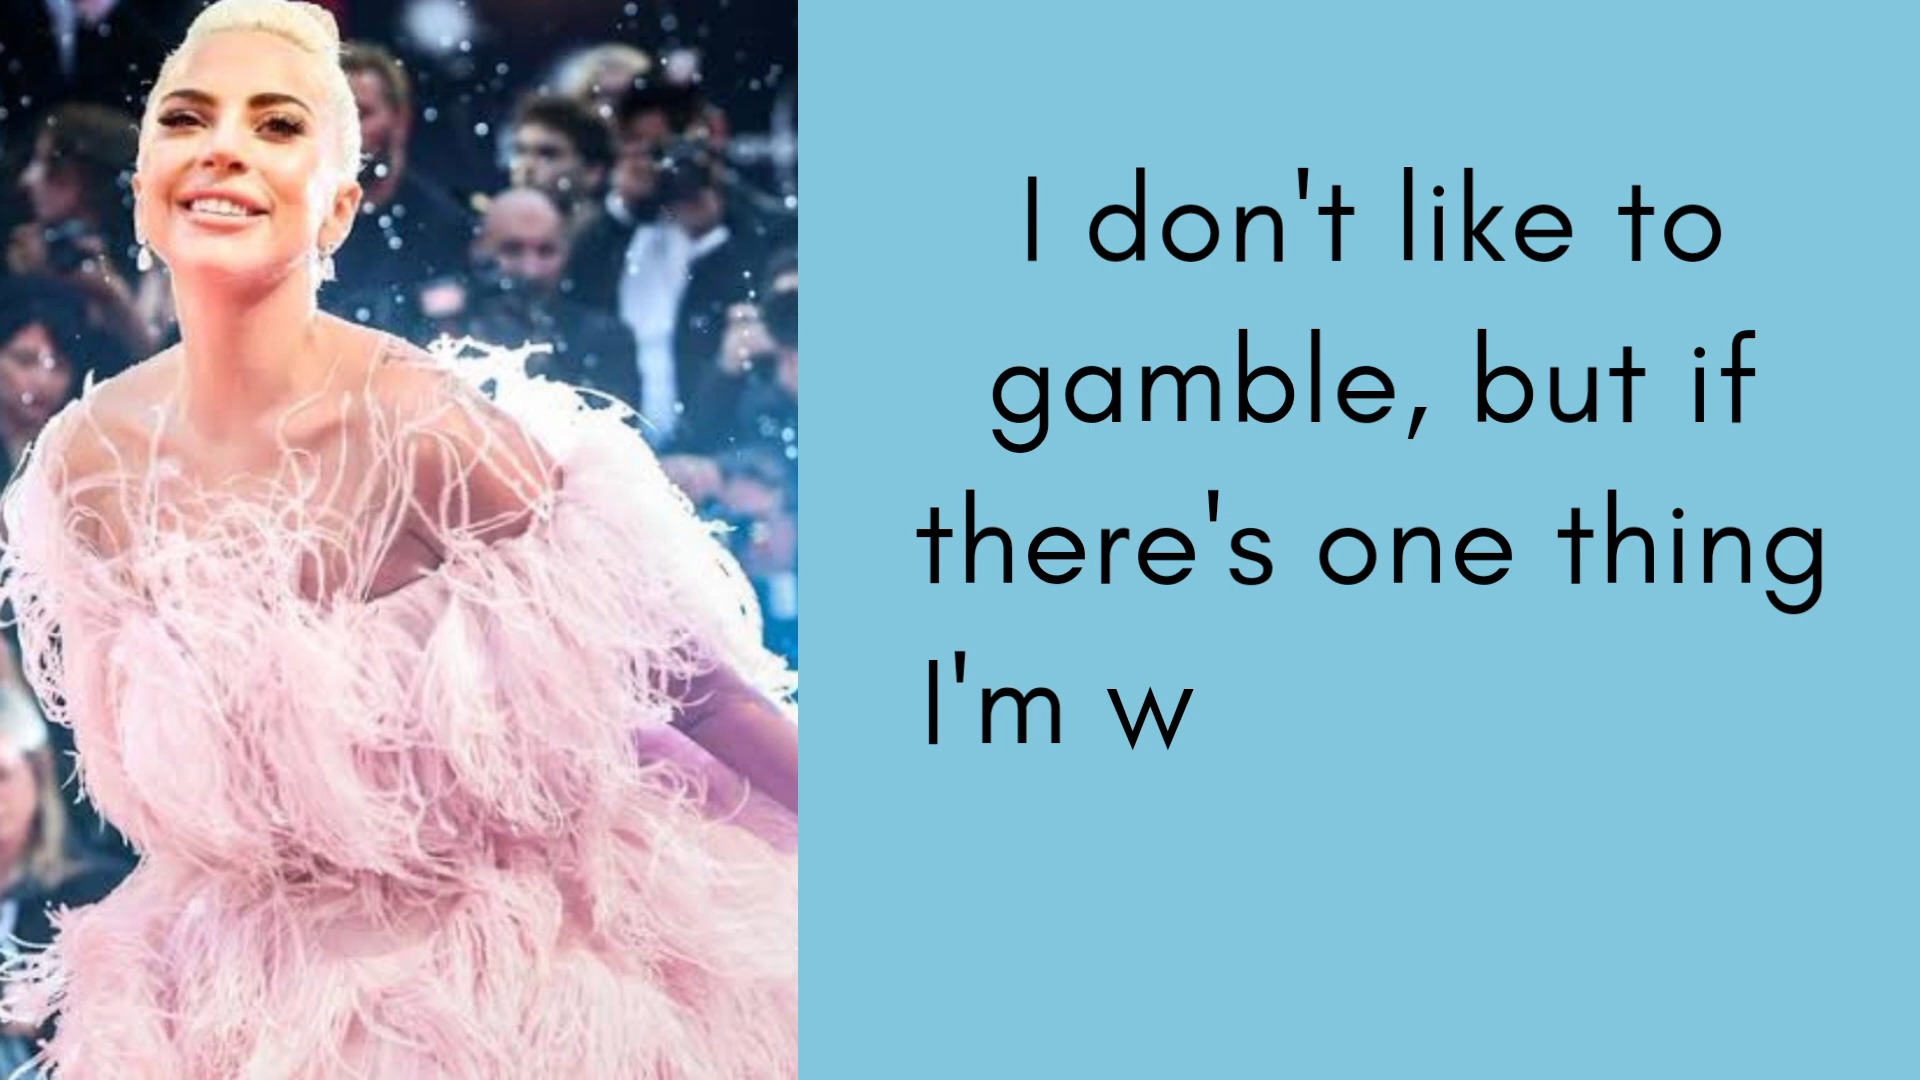 I don't like to
gamble, but if
there's one thing
I'm w